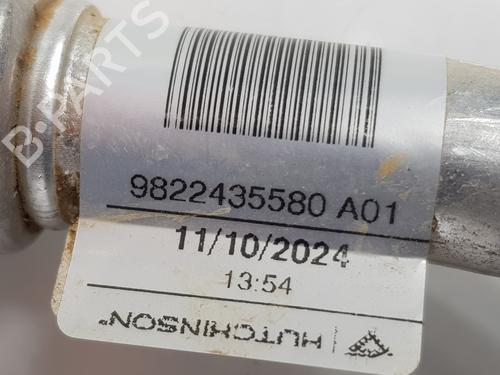 B-PARTS
9822435580 A01
11/10/2024
13:54
HUTCHINSON®